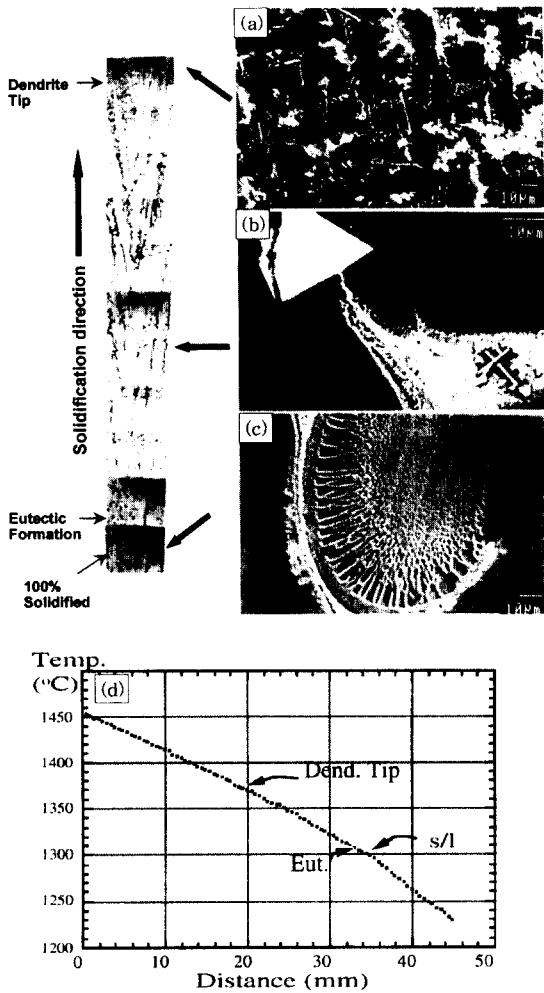 (a)
Dendrite
Tip
10μm
(b)
10μm
Solidification direction
(c)
Eutectic
Formation
100%
Solidified
10μm
Temp.
(°C)
(d)
1450
1400
1350
1300
1250
1200
Dend. Tip
s/l
Eut.
0 10 20 30 40 50
Distance (mm)